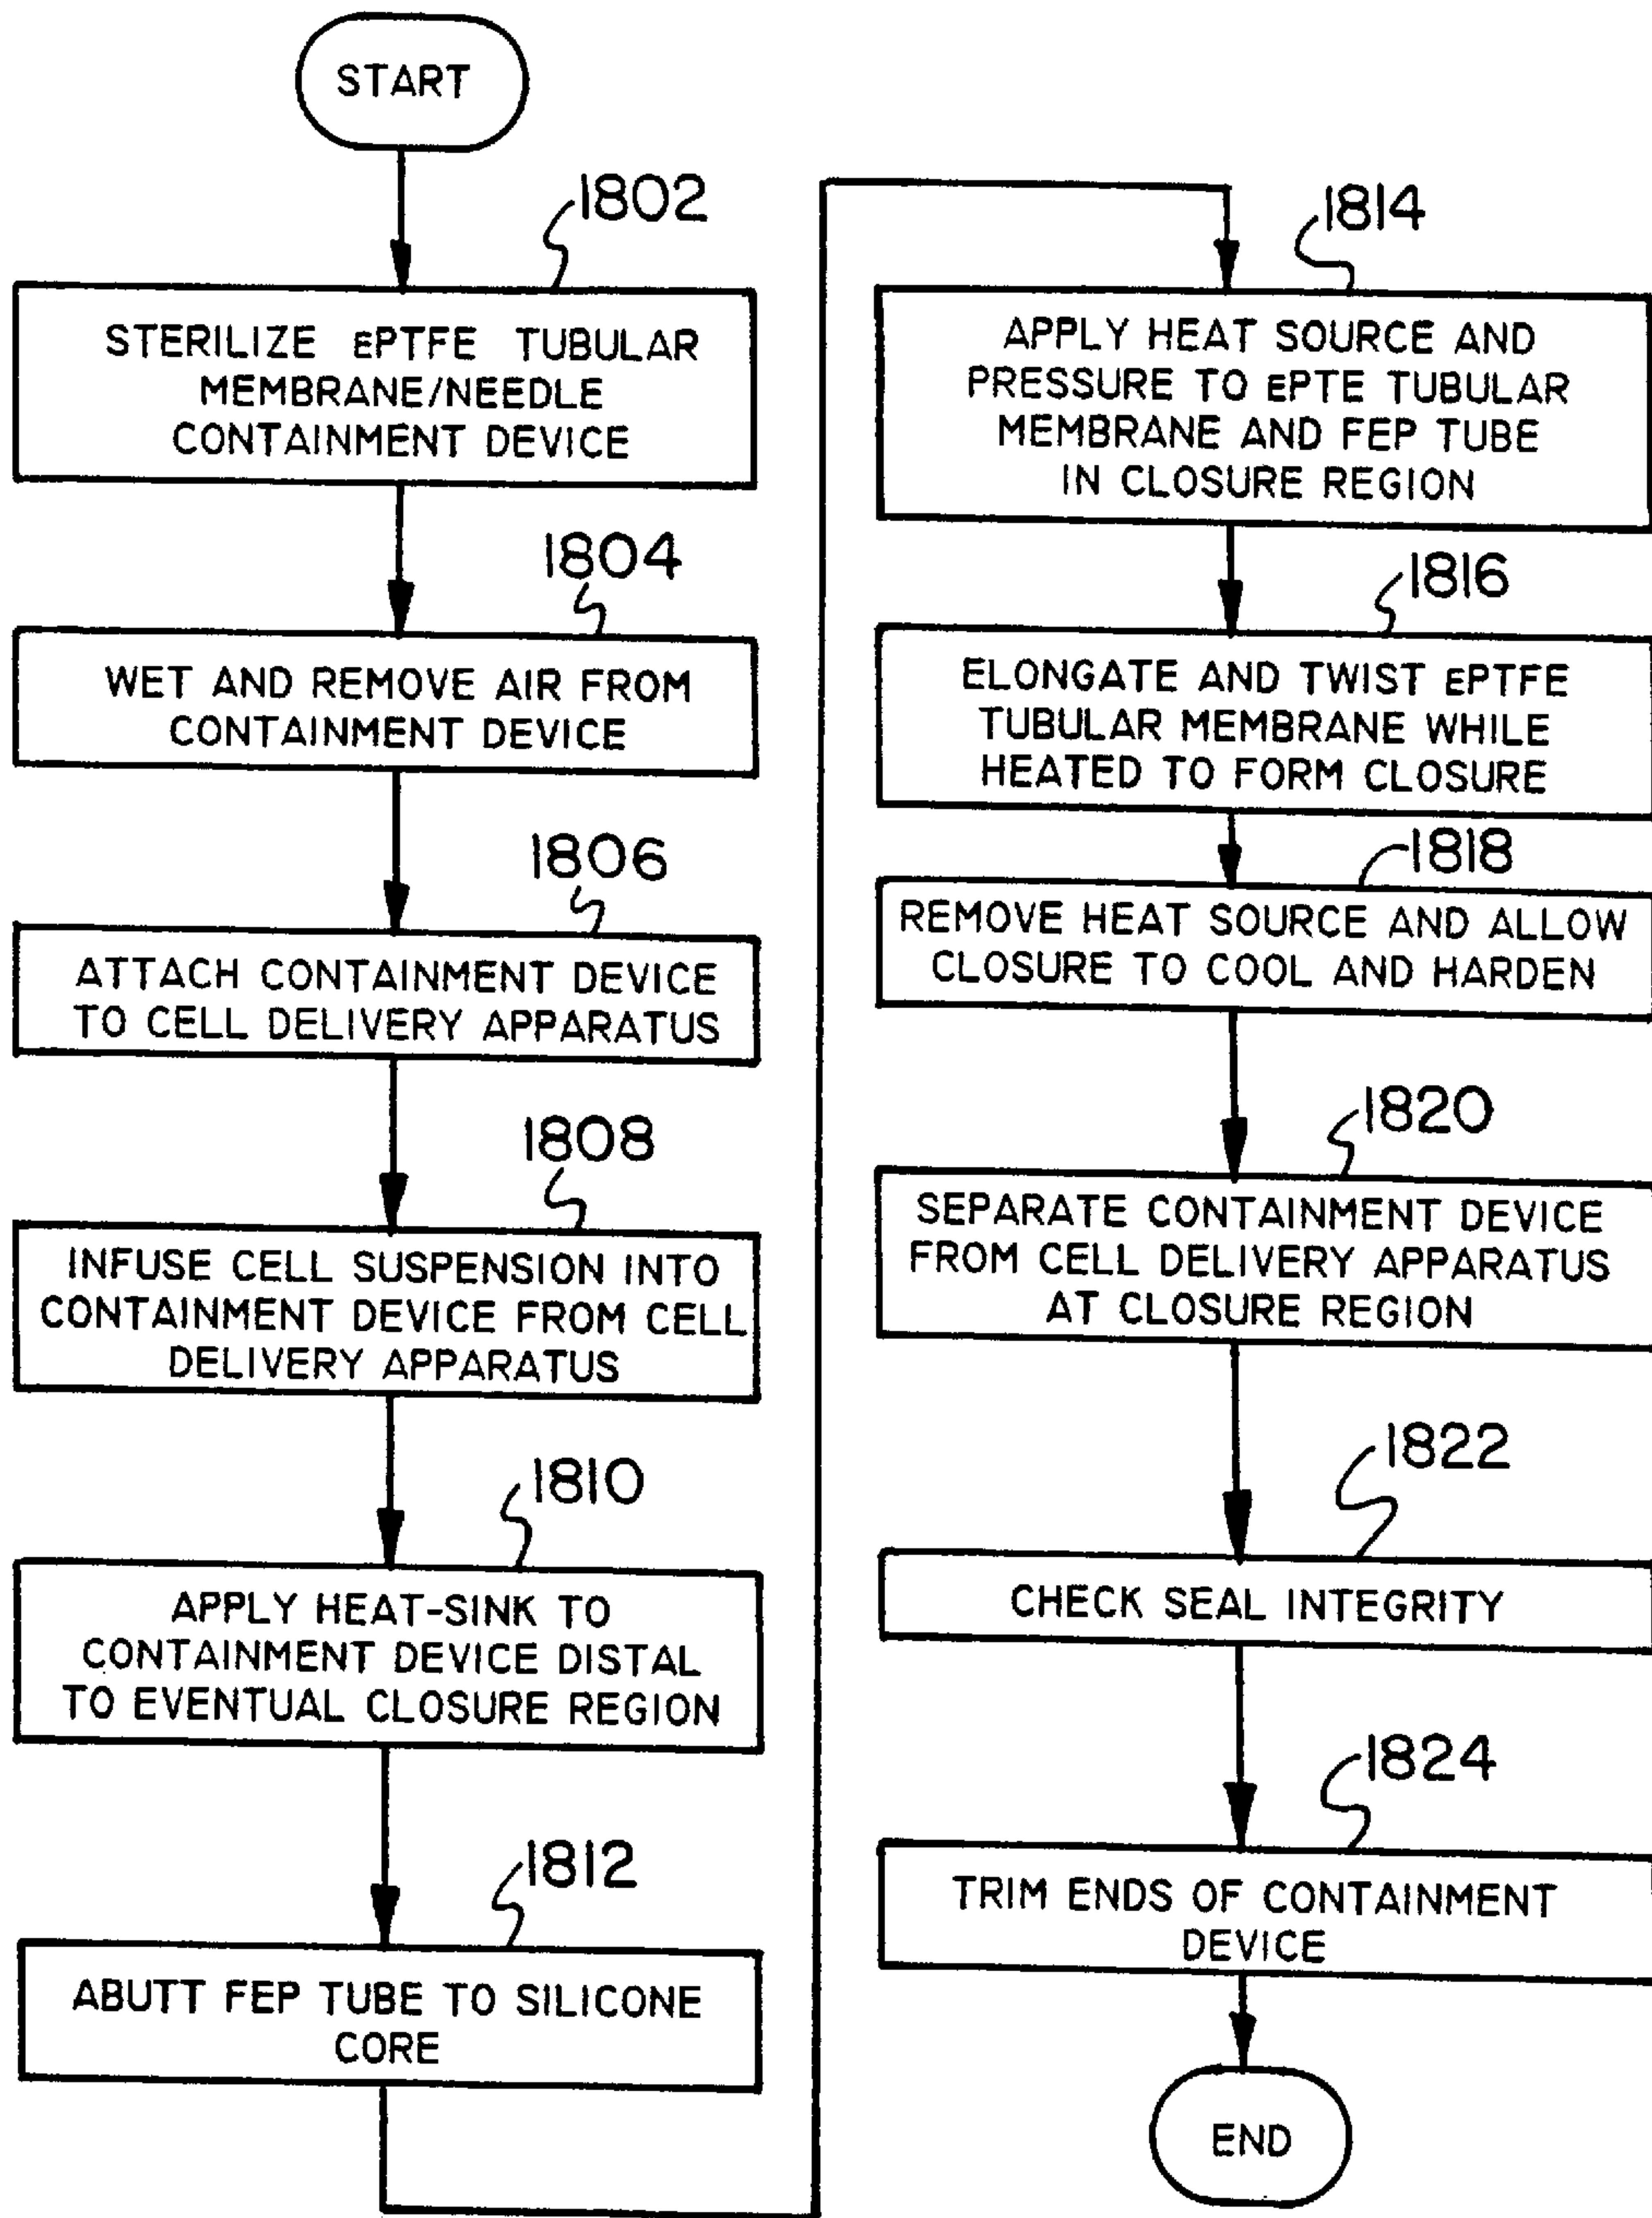 START
1802
STERILIZE ePTFE TUBULAR
MEMBRANE/NEEDLE
CONTAINMENT DEVICE
1804
WET AND REMOVE AIR FROM
CONTAINMENT DEVICE
1806
ATTACH CONTAINMENT DEVICE
TO CELL DELIVERY APPARATUS
1808
INFUSE CELL SUSPENSION INTO
CONTAINMENT DEVICE FROM CELL
DELIVERY APPARATUS
1810
APPLY HEAT-SINK TO
CONTAINMENT DEVICE DISTAL
TO EVENTUAL CLOSURE REGION
1812
ABUTT FEP TUBE TO SILICONE
CORE
1814
APPLY HEAT SOURCE AND
PRESSURE TO ePTE TUBULAR
MEMBRANE AND FEP TUBE
IN CLOSURE REGION
1816
ELONGATE AND TWIST ePTFE
TUBULAR MEMBRANE WHILE
HEATED TO FORM CLOSURE
1818
REMOVE HEAT SOURCE AND ALLOW
CLOSURE TO COOL AND HARDEN
1820
SEPARATE CONTAINMENT DEVICE
FROM CELL DELIVERY APPARATUS
AT CLOSURE REGION
1822
CHECK SEAL INTEGRITY
1824
TRIM ENDS OF CONTAINMENT
DEVICE
END